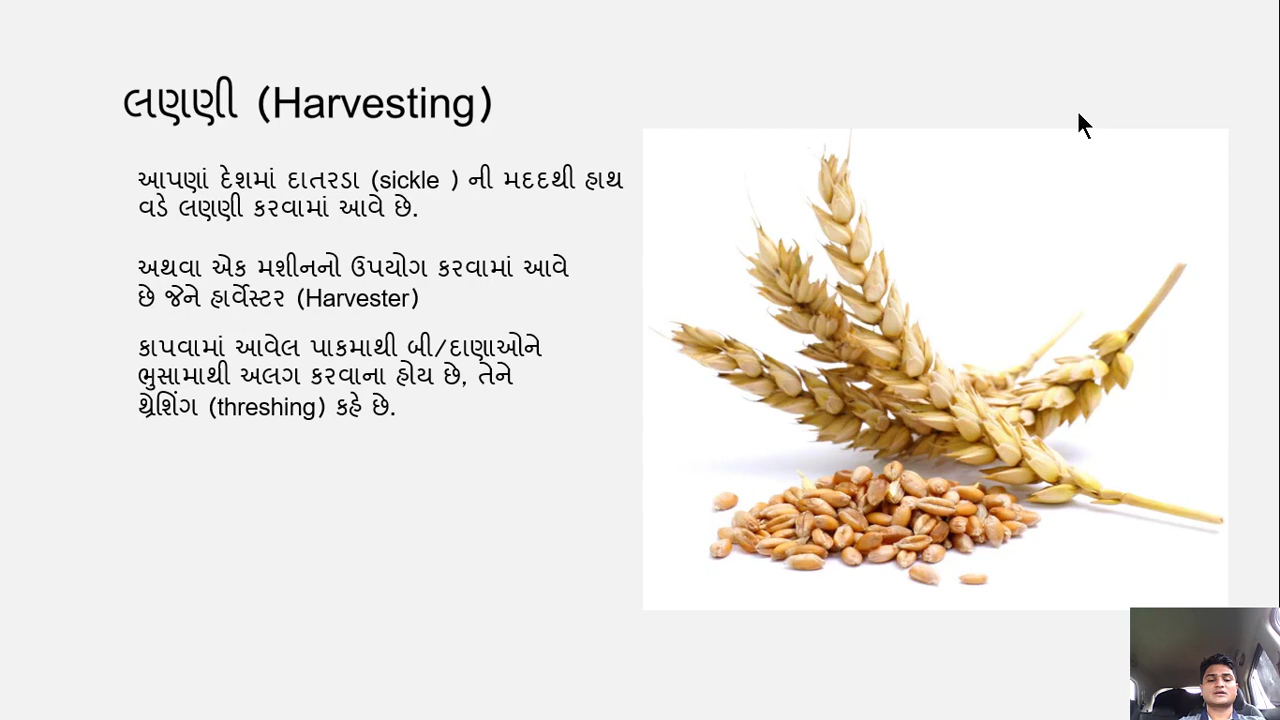 લણણી (Harvesting)
આપણાં દેશમાં દાતરડા (sickle ) ની મદદથી હાથ
વડે લણણી કરવામાં આવે છે.
અથવા એક મશીનનો ઉપયોગ કરવામાં આવે
છે જેને હાર્વેસ્ટર (Harvester)
કાપવામાં આવેલ પાકમાથી બી/દાણાઓને
ભુસામાથી અલગ કરવાના હોય છે, તેને
થ્રેશિંગ (threshing) કહે છે.